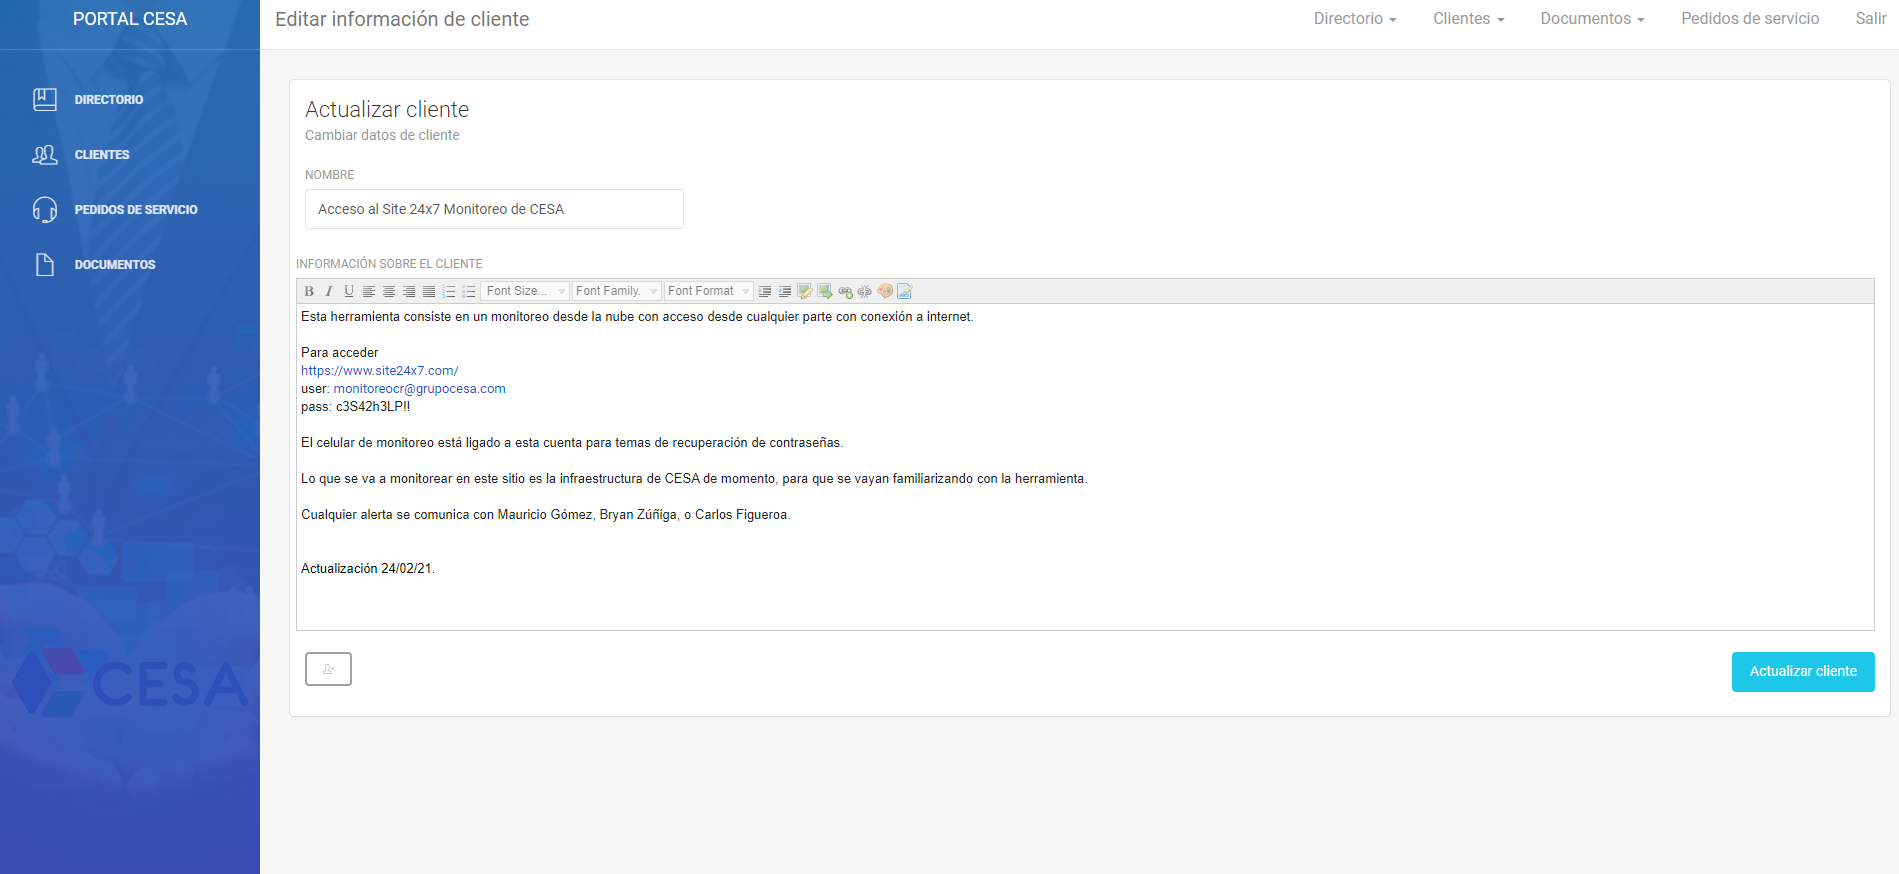 PORTAL CESA
Editar información de cliente
Directorio
Clientes
Documentos
Pedidos de servicio
Salir
DIRECTORIO
CLIENTES
PEDIDOS DE SERVICIO
DOCUMENTOS
CESA
Actualizar cliente
Cambiar datos de cliente
NOMBRE
Acceso al Site 24x7 Monitoreo de CESA
INFORMACIÓN SOBRE EL CLIENTE
B I U Font Size... Font Family. Font Format
Esta herramienta consiste en un monitoreo desde la nube con acceso desde cualquier parte con conexión a internet.
Para acceder
https://www.site24x7.com/
user: monitoreocr@grupocesa.com
pass: c3S42h3LP!!
El celular de monitoreo está ligado a esta cuenta para temas de recuperación de contraseñas.
Lo que se va a monitorear en este sitio es la infraestructura de CESA de momento, para que se vayan familiarizando con la herramienta.
Cualquier alerta se comunica con Mauricio Gómez, Bryan Zúñiga, o Carlos Figueroa.
Actualización 24/02/21.
Actualizar cliente